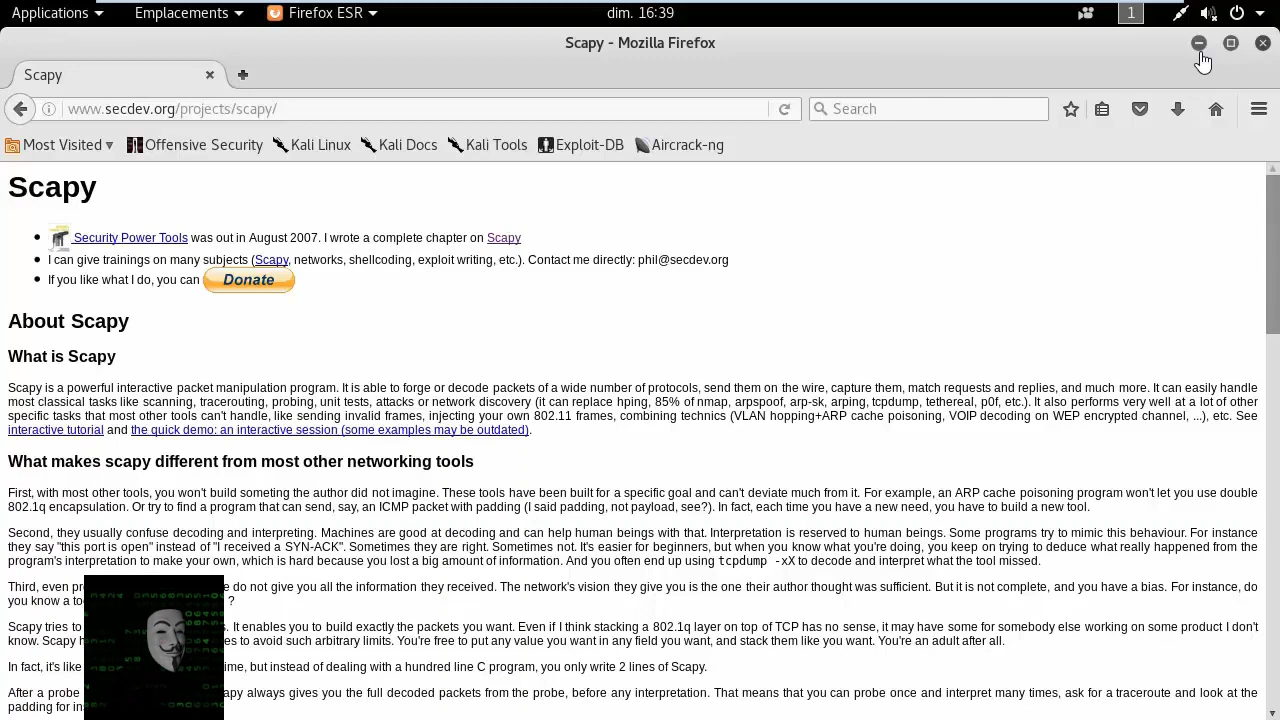 Applications Emplacements Firefox ESR dim. 16:39 1
Scapy - Mozilla Firefox
Scapy
www.secdev.org/projects/scapy/ Search
Most Visited Offensive Security Kali Linux Kali Docs Kali Tools Exploit-DB Aircrack-ng
Scapy
Security Power Tools was out in August 2007. I wrote a complete chapter on Scapy
I can give trainings on many subjects (Scapy, networks, shellcoding, exploit writing, etc.). Contact me directly: phil@secdev.org
If you like what I do, you can Donate
About Scapy
What is Scapy
Scapy is a powerful interactive packet manipulation program. It is able to forge or decode packets of a wide number of protocols, send them on the wire, capture them, match requests and replies, and much more. It can easily handle
most classical tasks like scanning, tracerouting, probing, unit tests, attacks or network discovery (it can replace hping, 85% of nmap, arpspoof, arp-sk, arping, tcpdump, tethereal, p0f, etc.). It also performs very well at a lot of other
specific tasks that most other tools can't handle, like sending invalid frames, injecting your own 802.11 frames, combining technics (VLAN hopping+ARP cache poisoning, VOIP decoding on WEP encrypted channel, ...), etc. See
interactive tutorial and the quick demo: an interactive session (some examples may be outdated).
What makes scapy different from most other networking tools
First, with most other tools, you won't build someting the author did not imagine. These tools have been built for a specific goal and can't deviate much from it. For example, an ARP cache poisoning program won't let you use double
802.1q encapsulation. Or try to find a program that can send, say, an ICMP packet with padding (I said padding, not payload, see?). In fact, each time you have a new need, you have to build a new tool.
Second, they usually confuse decoding and interpreting. Machines are good at decoding and can help human beings with that. Interpretation is reserved to human beings. Some programs try to mimic this behaviour. For instance
they say "this port is open" instead of "I received a SYN-ACK". Sometimes they are right. Sometimes not. It's easier for beginners, but when you know what you're doing, you keep on trying to deduce what really happened from the
program's interpretation to make your own, which is hard because you lost a big amount of information. And you often end up using tcpdump -xX to decode and interpret what the tool missed.
Third, even do not give you all the information they received. The network's vision they give you is the one their author thought was sufficient. But it is not complete, and you have a bias. For instance, do
you know a ?
Scapy tries to . It enables you to build exactly the packets you want. Even if I think stacking a 802.1q layer on top of TCP has no sense, it may have some for somebody else working on some product I don't
know. Scapy to avoid such arbitrary limits. You're free to put any value you want in any field you want, and stack them like you want. You're an adult after all.
In fact, it's like , but instead of dealing with a hundred line C program, you only write 2 lines of Scapy.
After a probe always gives you the full decoded packets from the probe, before any interpretation. That means that you can probe once and interpret many times, ask for a traceroute and look at the
padding for